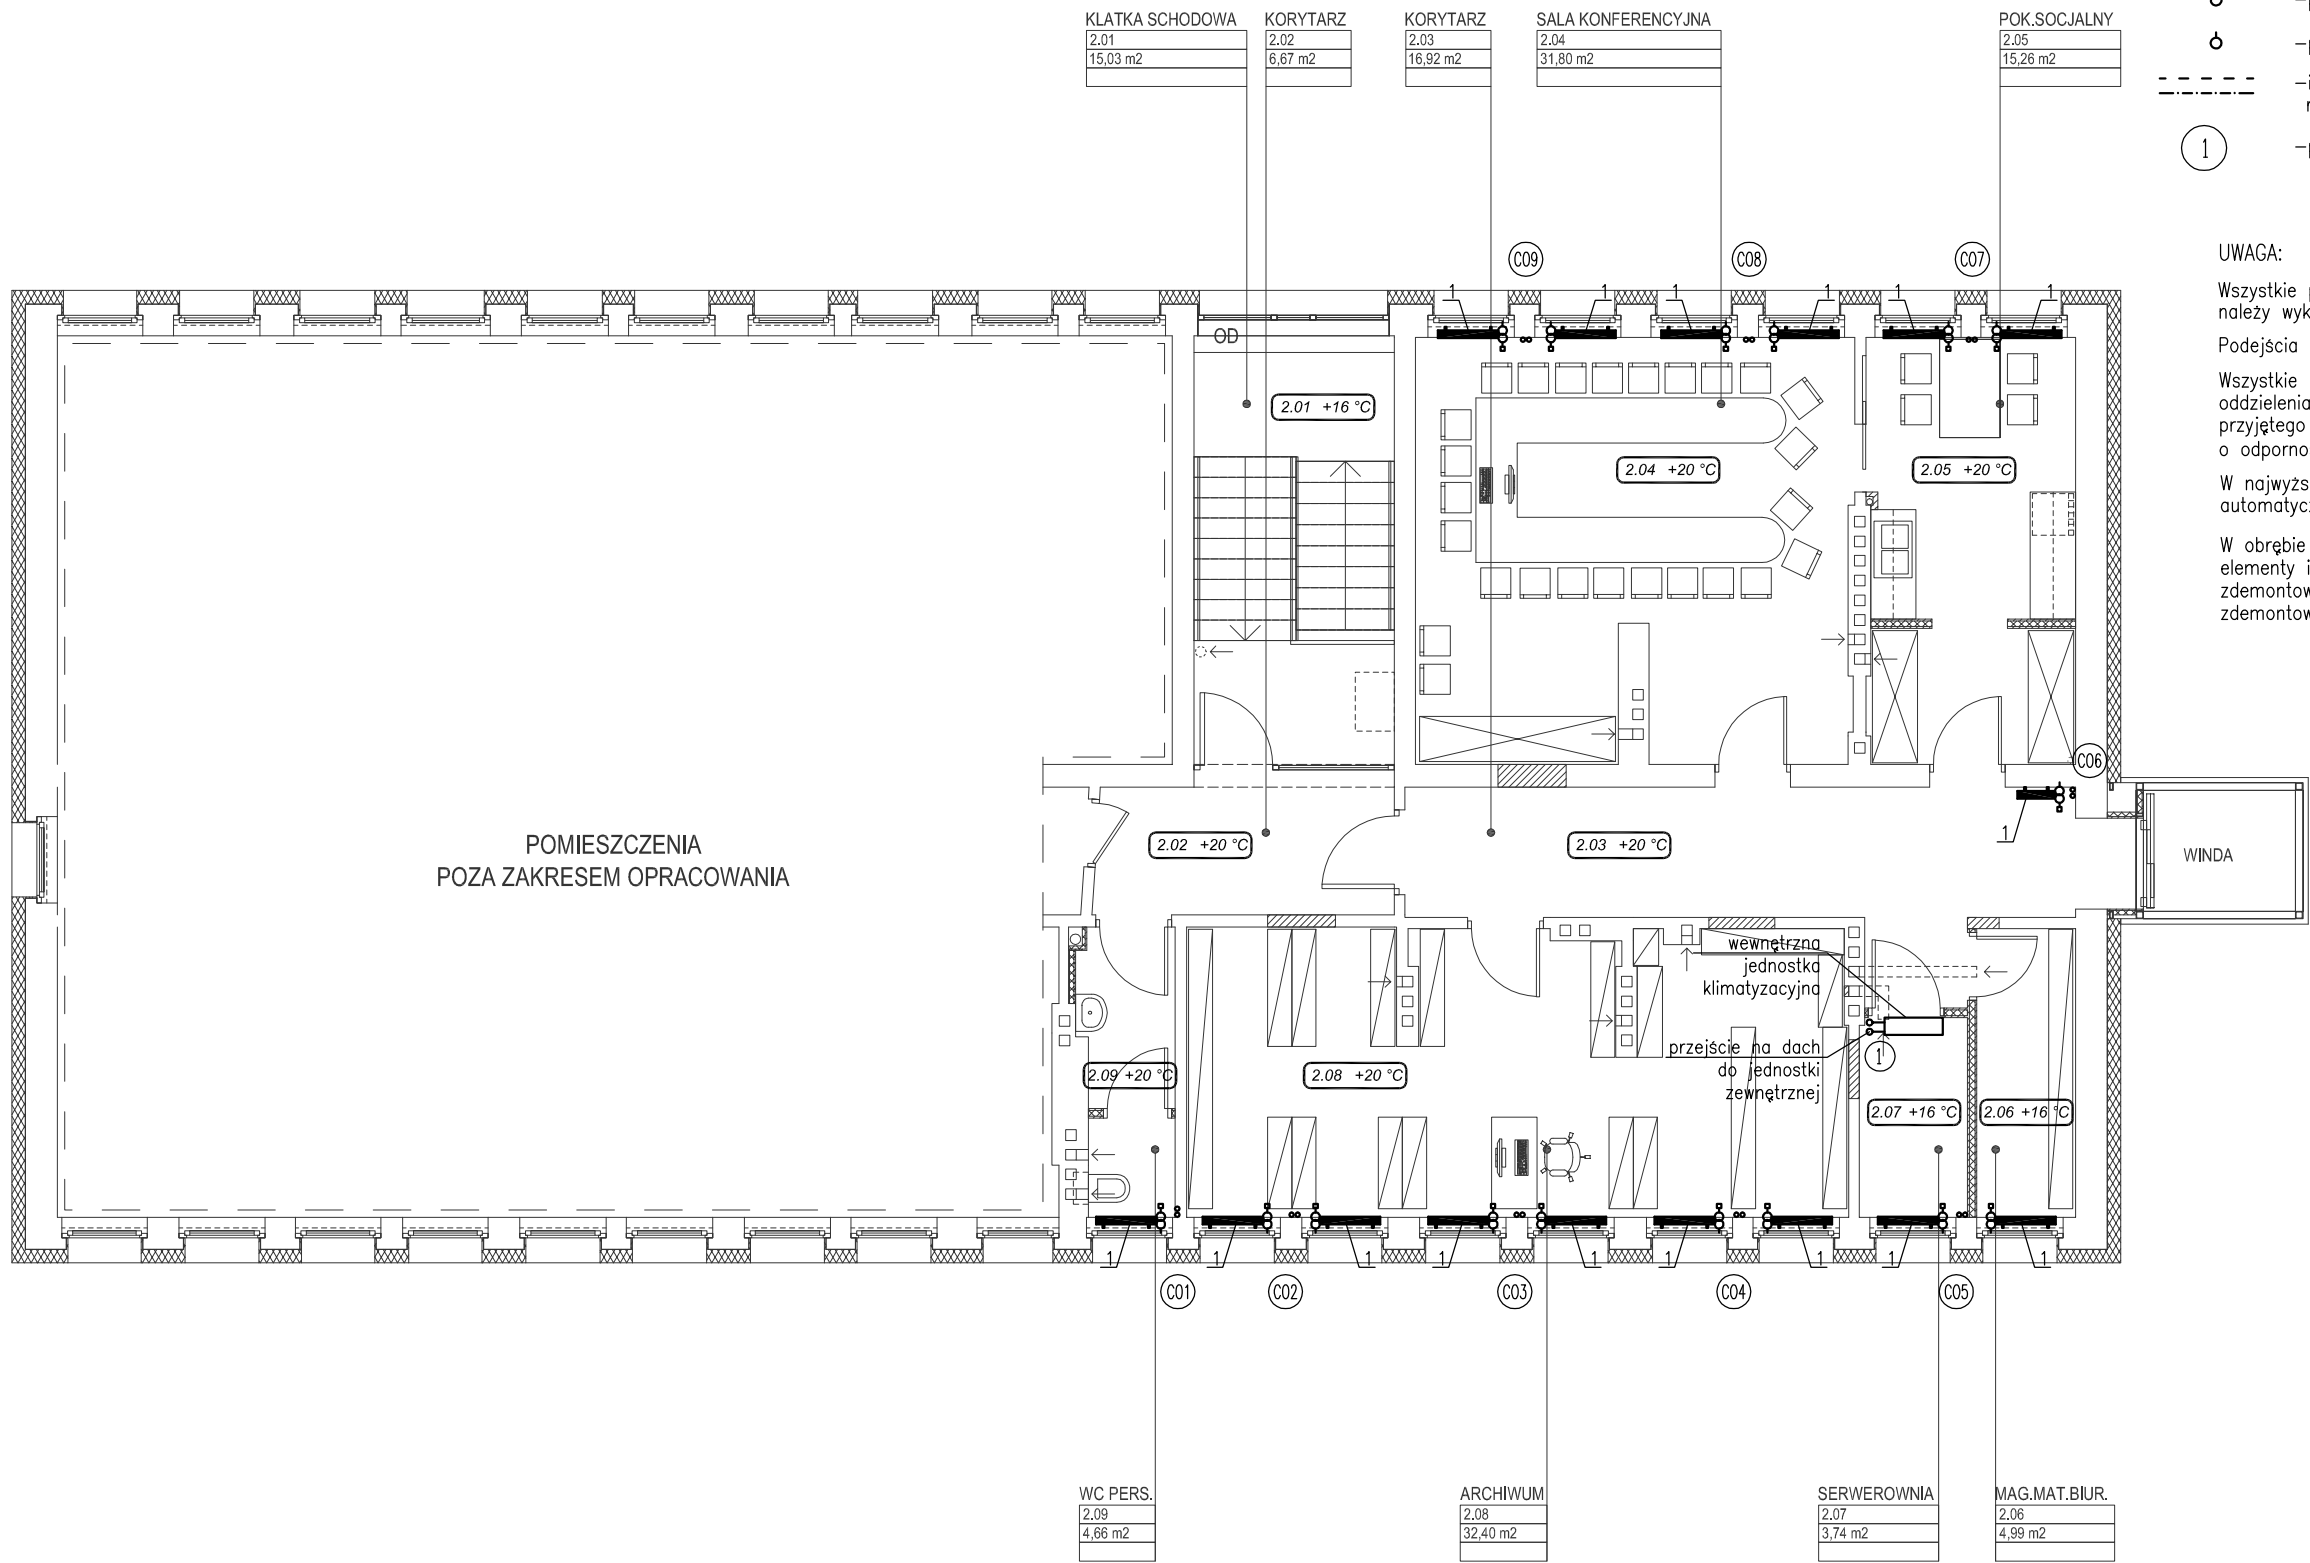 KLATKA SCHODOWA
2.01
15,03 m2
KORYTARZ
2.02
6,67 m2
KORYTARZ
2.03
16,92 m2
SALA KONFERENCYJNA
2.04
31,80 m2
POK.SOCJALNY
2.05
15,26 m2
1
UWAGA:
Wszystkie
należy
Podejścia
Wszystkie
oddzielenia
przyjętego
o
W
W obrębie
elementy
C09
C08
C07
1
1
1
1
1
1
OD
2.01 +16 °C
2.04 +20 °C
2.05 +20 °C
C06
1
POMIESZCZENIA
POZA ZAKRESEM OPRACOWANIA
2.02 +20 °C
2.03 +20 °C
WINDA
wewnętrzna
jednostka
klimatyzacyjna
przejście na dach
do jednostki
zewnętrznej
1
2.09 +20 °C
2.08 +20 °C
2.07 +16 °C
2.06 +16 °C
1
1
1
1
1
1
1
1
1
C01
C02
C03
C04
C05
WC PERS.
2.09
4,66 m2
ARCHIWUM
2.08
32,40 m2
SERWEROWNIA
2.07
3,74 m2
MAG.MAT.BIUR.
2.06
4,99 m2